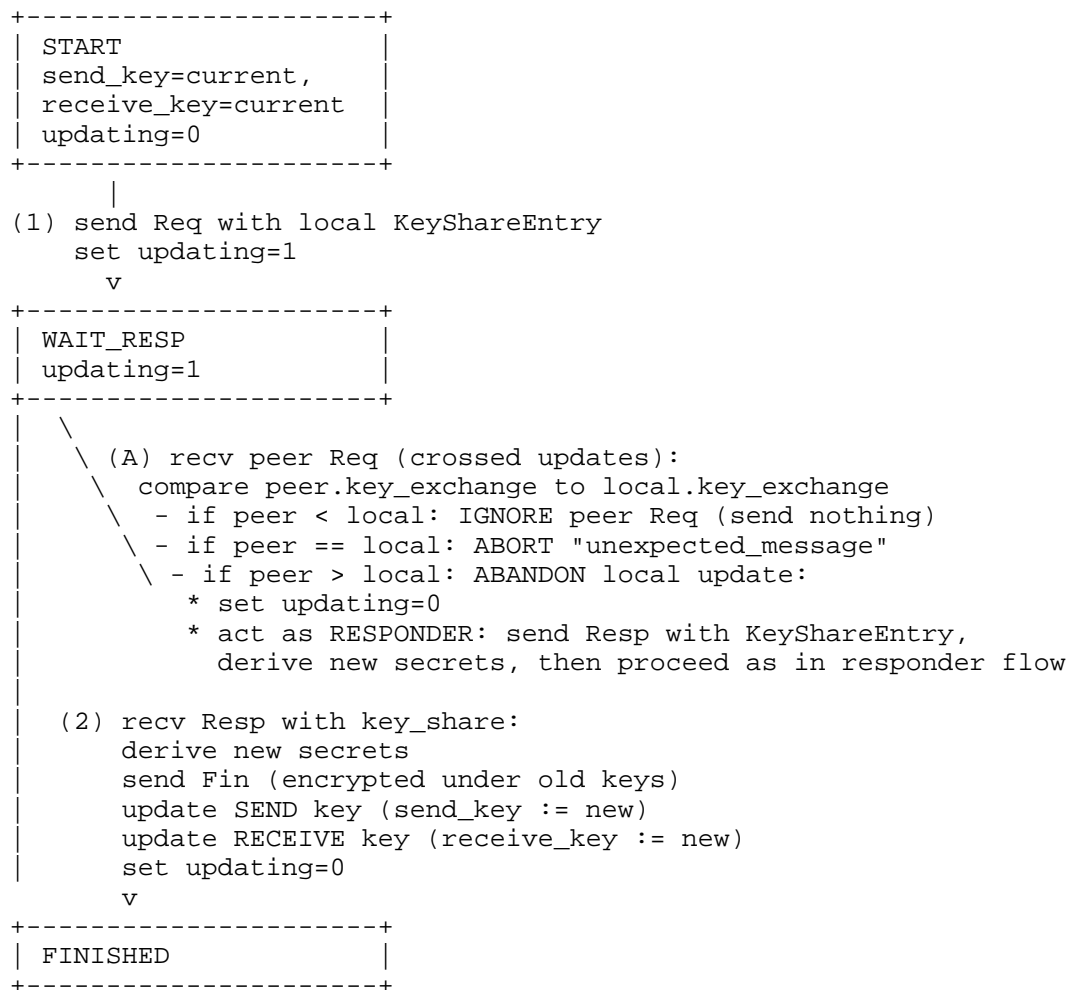 +----------------------+
| START                |
| send_key=current,    |
| receive_key=current  |
| updating=0           |
+----------------------+
      |
(1) send Req with local KeyShareEntry
    set updating=1
      v
+----------------------+
| WAIT_RESP            |
| updating=1           |
+----------------------+
|  \
|   \ (A) recv peer Req (crossed updates):
|    \  compare peer.key_exchange to local.key_exchange
|     \  - if peer < local: IGNORE peer Req (send nothing)
|      \ - if peer == local: ABORT "unexpected_message"
|       \ - if peer > local: ABANDON local update:
|          * set updating=0
|          * act as RESPONDER: send Resp with KeyShareEntry,
|            derive new secrets, then proceed as in responder flow
|
|  (2) recv Resp with key_share:
|      derive new secrets
|      send Fin (encrypted under old keys)
|      update SEND key (send_key := new)
|      update RECEIVE key (receive_key := new)
|      set updating=0
       v
+----------------------+
| FINISHED             |
+----------------------+